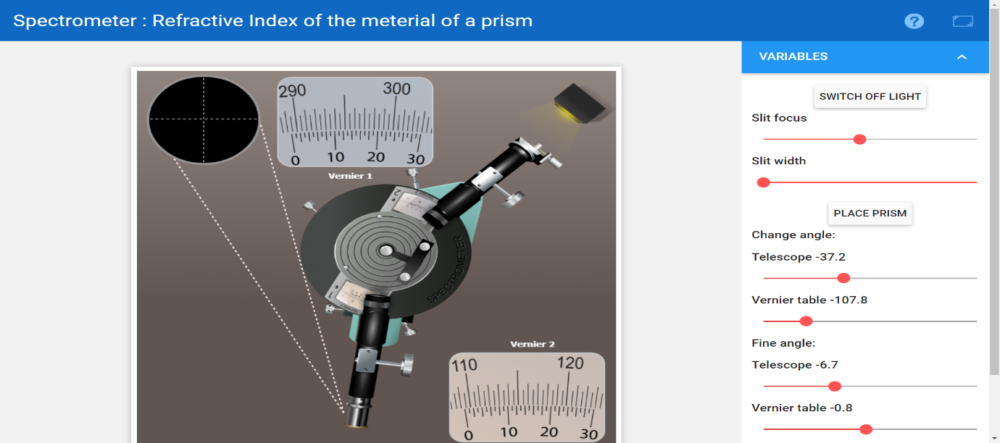 Spectrometer : Refractive Index of the meterial of a prism
?
VARIABLES
290 300
0 10 20 30
Vernier 1
SWITCH OFF LIGHT
Slit focus
Slit width
PLACE PRISM
Change angle:
Telescope -37.2
Vernier table -107.8
Fine angle:
Telescope -6.7
Vernier table -0.8
2
SPECTROMETER
1
Vernier 2
110 120
0 10 20 30